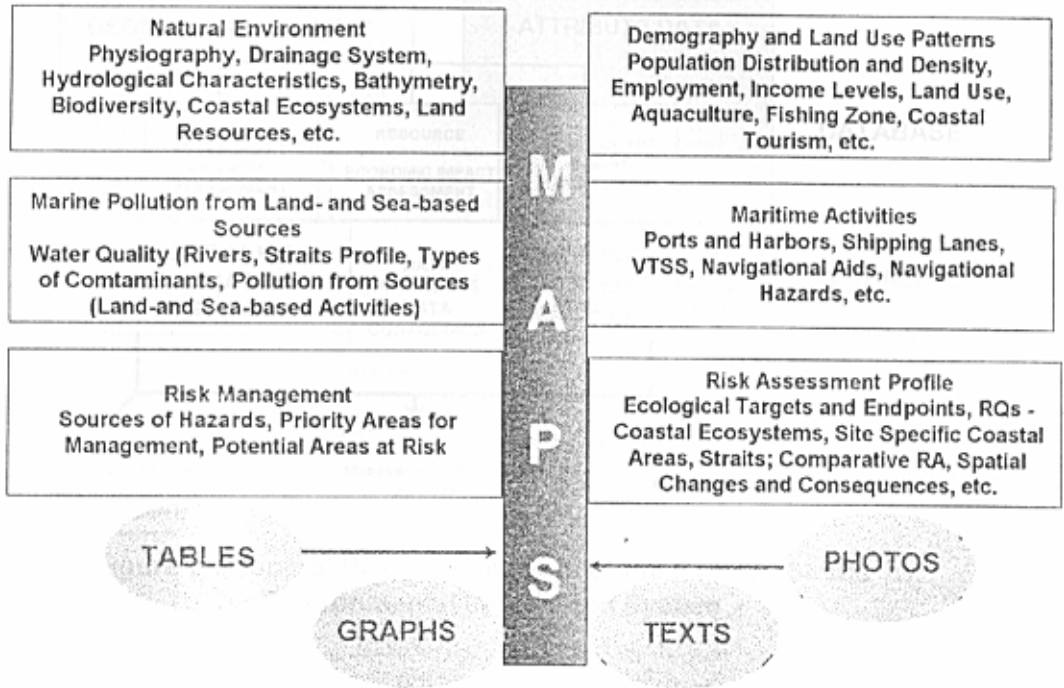 Natural Environment
Physiography, Drainage System,
Hydrological Characteristics, Bathymetry,
Biodiversity, Coastal Ecosystems, Land
Resources, etc.
Demography and Land Use Patterns
Population Distribution and Density,
Employment, Income Levels, Land Use,
Aquaculture, Fishing Zone, Coastal
Tourism, etc.
Marine Pollution from Land- and Sea-based
Sources
Water Quality (Rivers, Straits Profile, Types
of Comtaminants, Pollution from Sources
(Land-and Sea-based Activities)
Maritime Activities
Ports and Harbors, Shipping Lanes,
VTSS, Navigational Aids, Navigational
Hazards, etc.
Risk Management
Sources of Hazards, Priority Areas for
Management, Potential Areas at Risk
Risk Assessment Profile
Ecological Targets and Endpoints, RQs -
Coastal Ecosystems, Site Specific Coastal
Areas, Straits; Comparative RA, Spatial
Changes and Consequences, etc.
M
A
P
S
TABLES
GRAPHS
TEXTS
PHOTOS